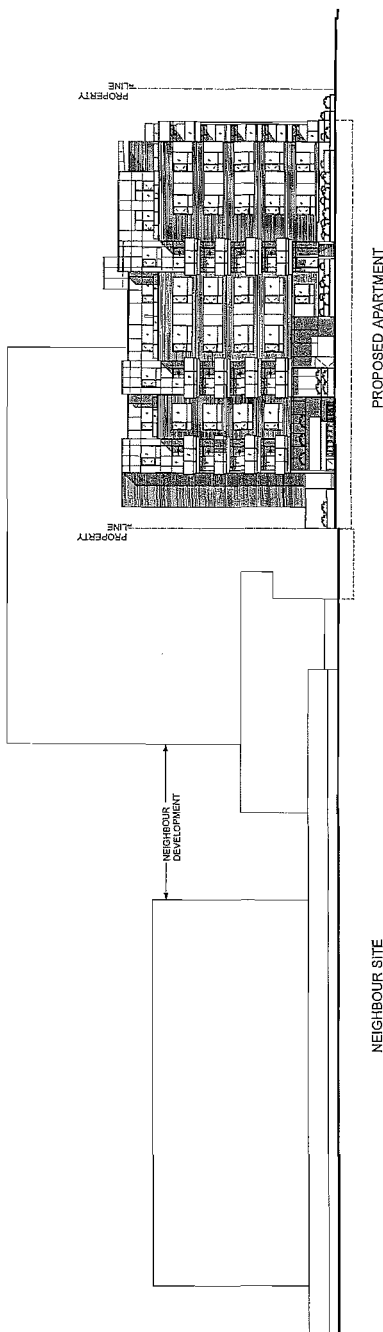 PROPERTY
LINE
PROPERTY
LINE
NEIGHBOUR
DEVELOPMENT
NEIGHBOUR SITE
PROPOSED APARTMENT